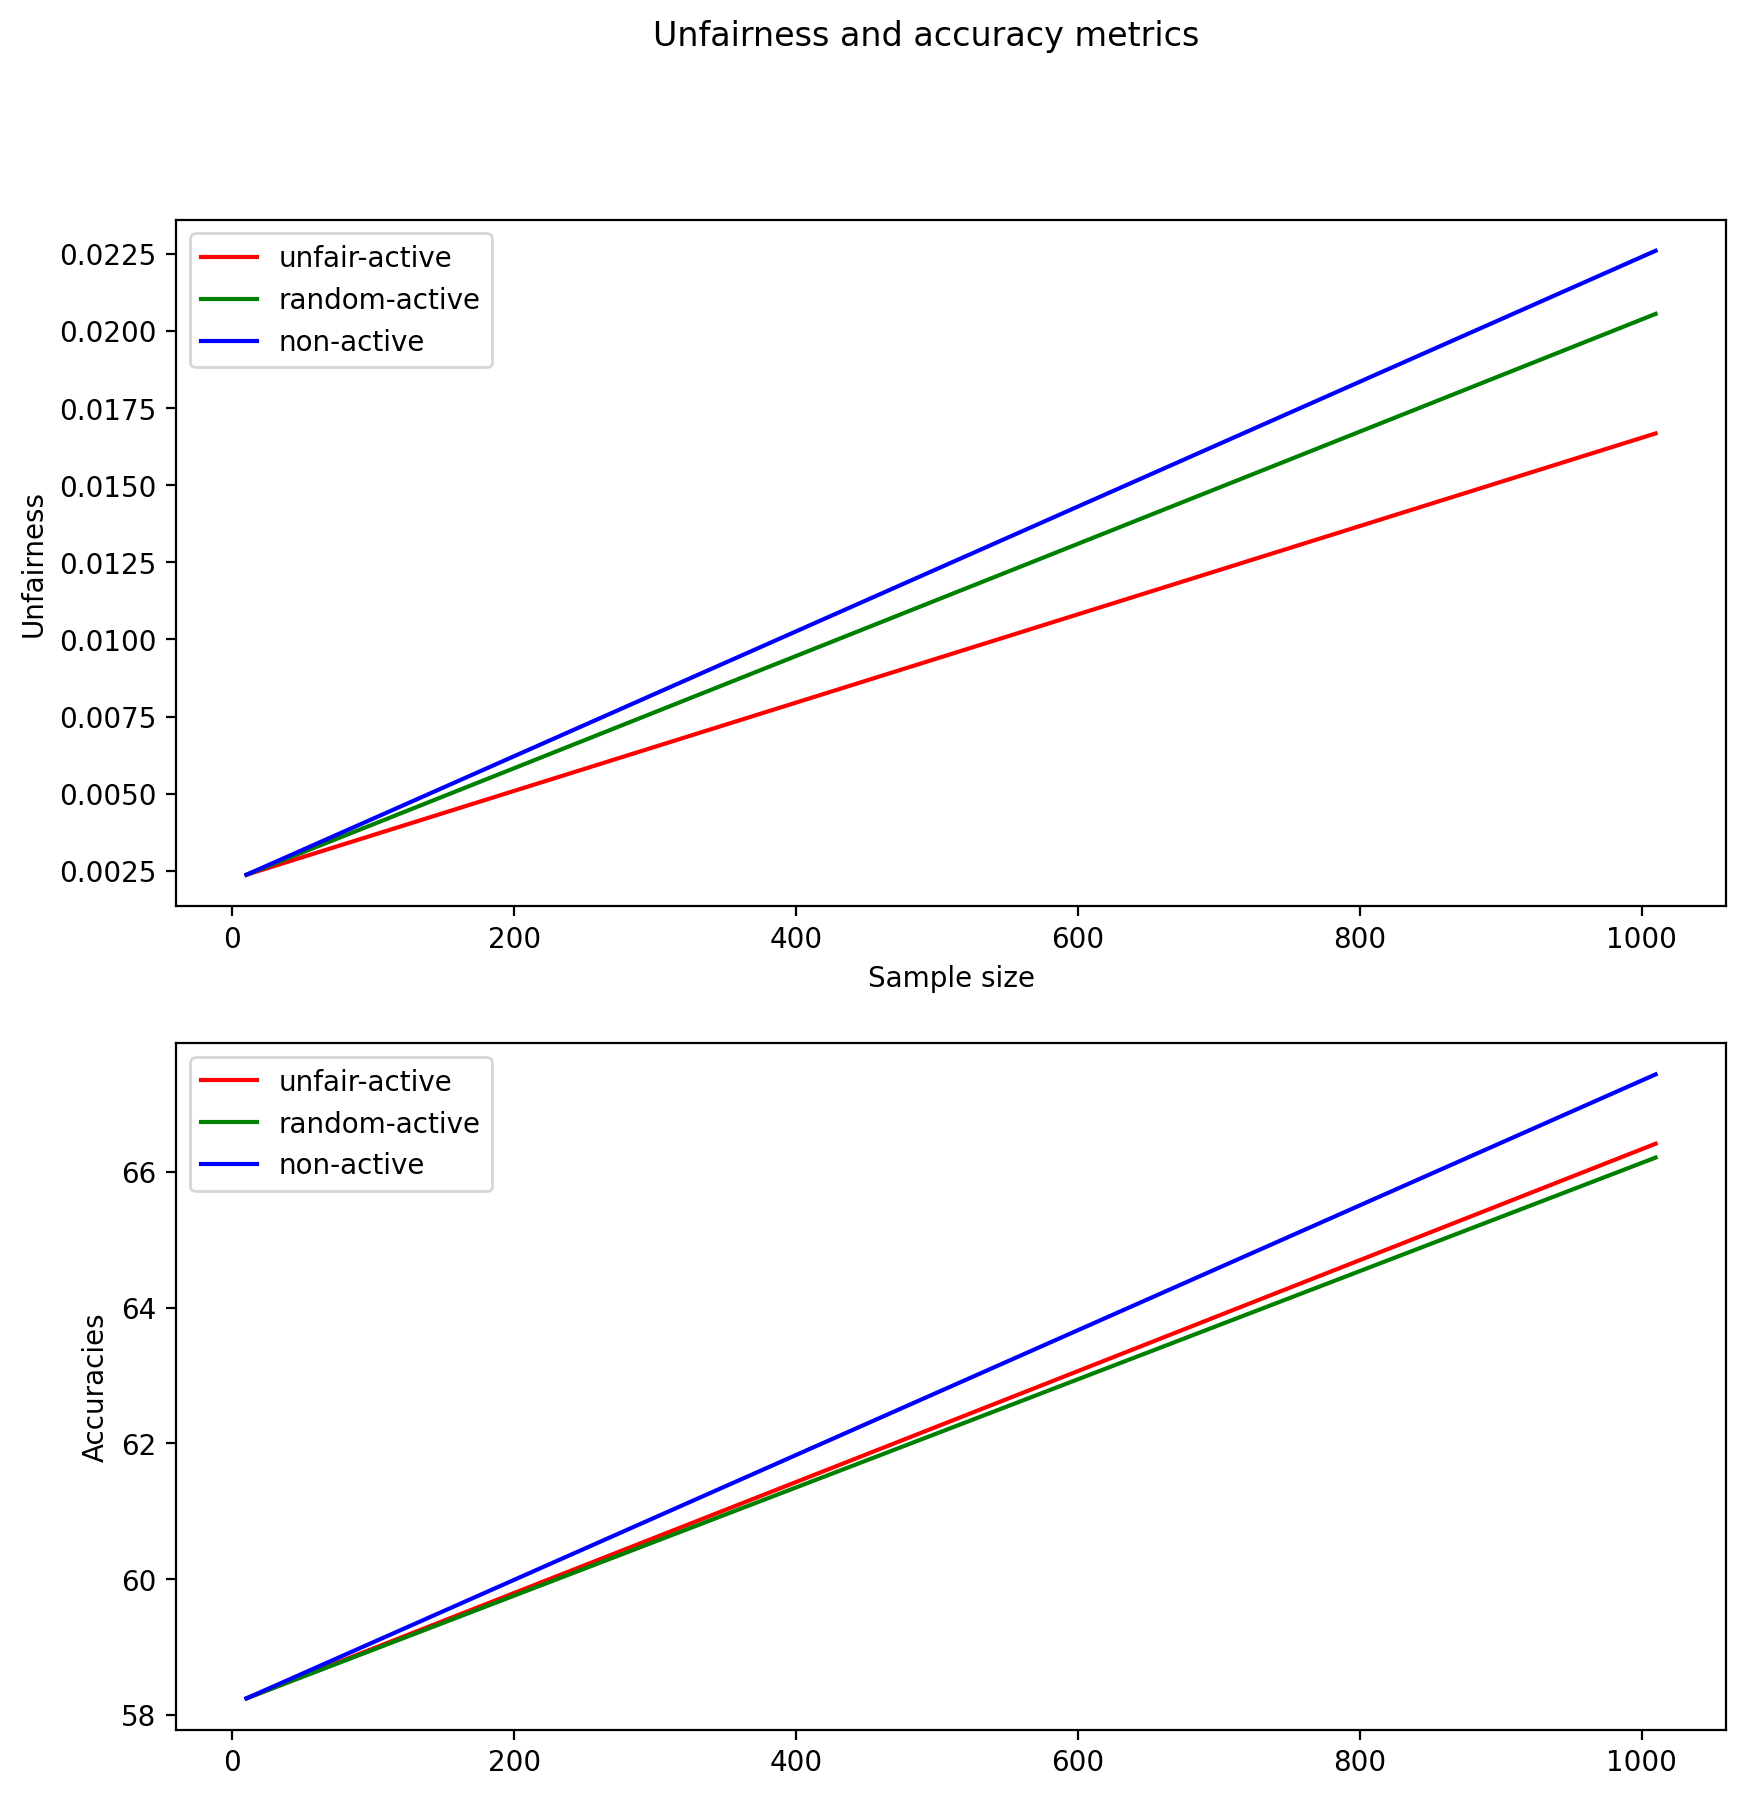 Unfairness and accuracy metrics
unfair-active
random-active
non-active
0.0225
0.0200
0.0175
0.0150
0.0125
0.0100
0.0075
0.0050
0.0025
Unfairness
0 200 400 600 800 1000
Sample size
unfair-active
random-active
non-active
66
64
62
60
58
Accuracies
0 200 400 600 800 1000